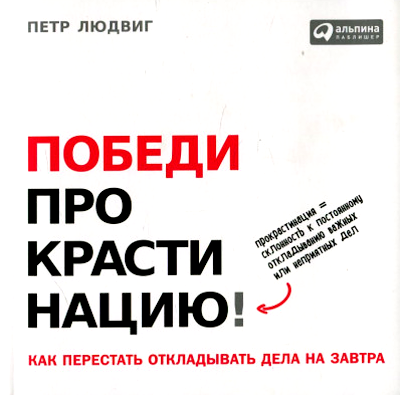 ПЕТР ЛЮДВИГ
альпина
ПАБЛИШЕР
ПОБЕДИ
ПРО
КРАСТИ
НАЦИЮ!
прокрастинация =
склонность к постоянному
откладыванию важных
или неприятных дел
КАК ПЕРЕСТАТЬ ОТКЛАДЫВАТЬ ДЕЛА НА ЗАВТРА